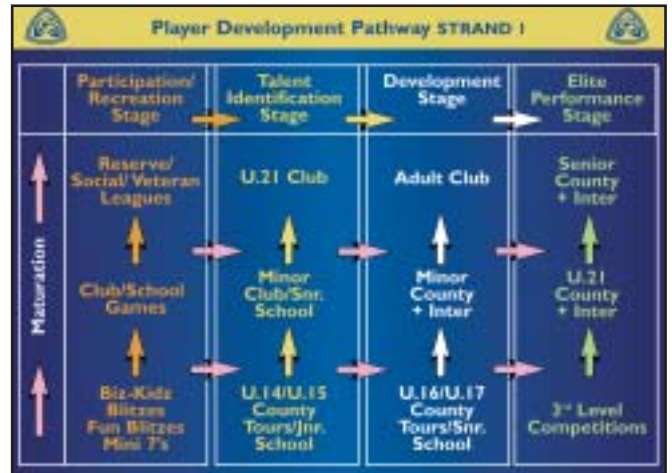 Player Development Pathway STRAND 1
Participation/
Recreation
Stage
Talent
Identification
Stage
Development
Stage
Elite
Performance
Stage
Maturation
Reserve/
Social/Veteran
Leagues
U.21 Club
Adult Club
Senior
County
+ Inter
Club/School
Games
Minor
Club/Snr.
School
Minor
County
+ Inter
U.21
County
+ Inter
Biz-Kidz
Blitzes
Fun Blitzes
Mini 7's
U.14/U.15
County
Tours/Jnr.
School
U.16/U.17
County
Tours/Snr.
School
3rd Level
Competitions